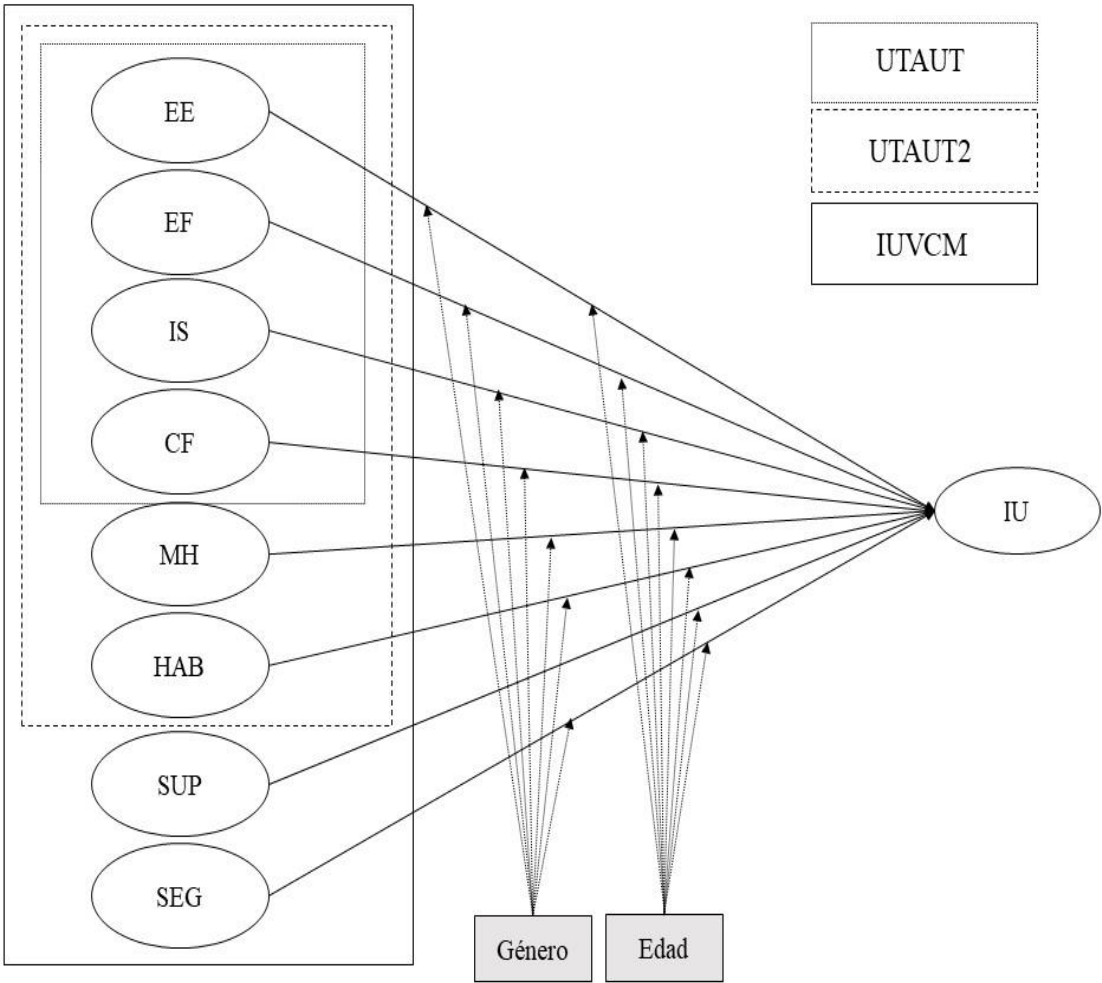 EE
EF
IS
CF
MH
HAB
SUP
SEG
UTAUT
UTAUT2
IUVCM
IU
Género
Edad